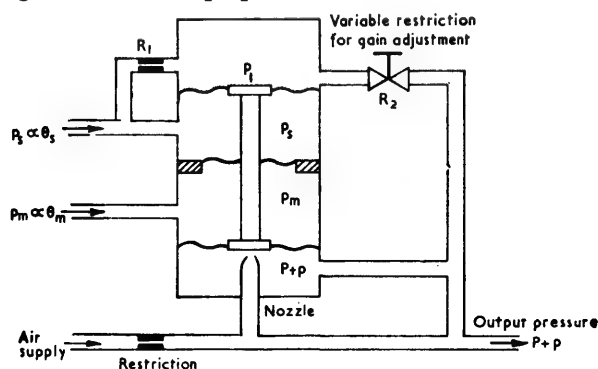 Variable restriction
for gain adjustment
R₁
P₁
R₂
pₛ∝θₛ
pₛ
pₘ
pₘ∝θₘ
P+p
Nozzle
Air
supply
Output pressure
P+p
Restriction